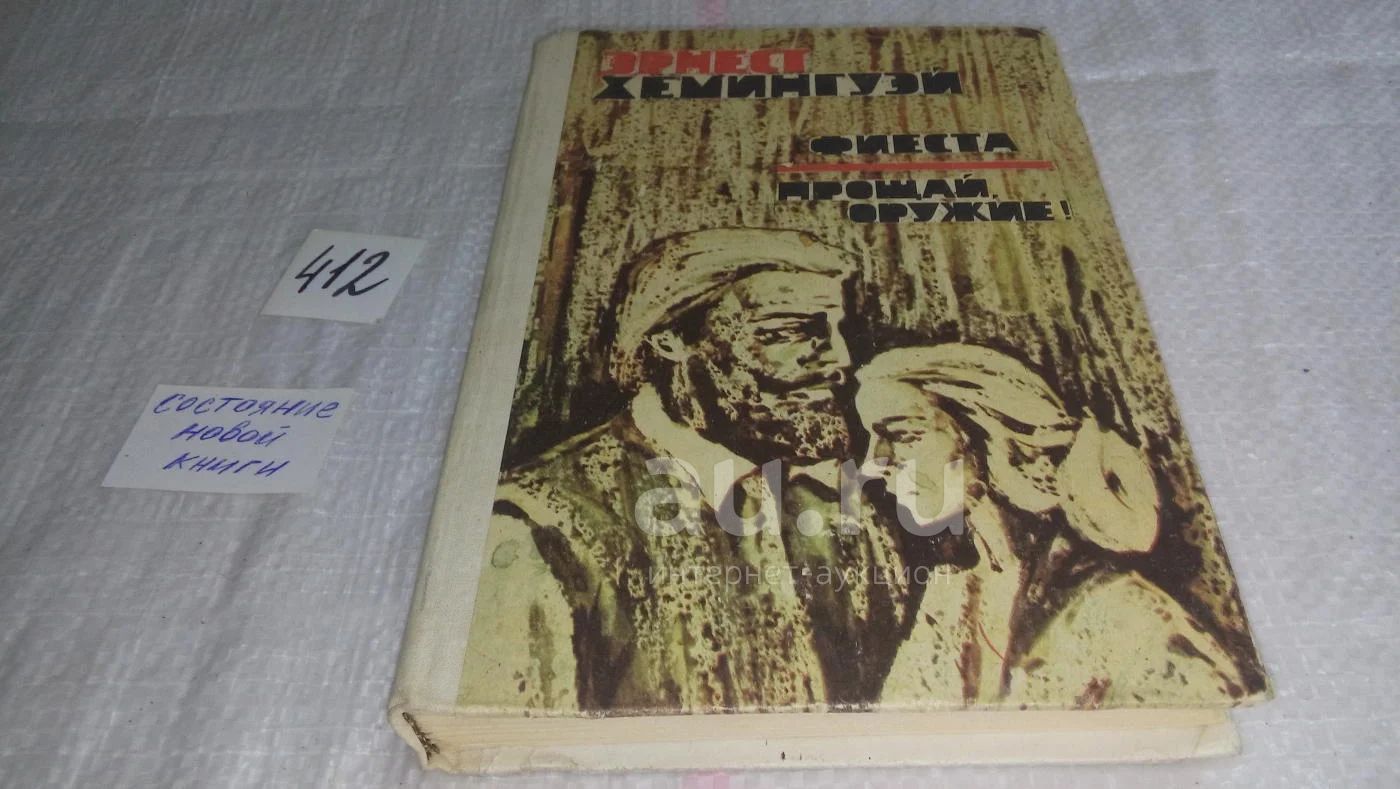 ЭРНЕСТ
ХЕМИНГУЭЙ
ФИЕСТА
ПРОЩАЙ,
ОРУЖИЕ!
412
состояние
новой
книги
au.ru
интернет-аукцион